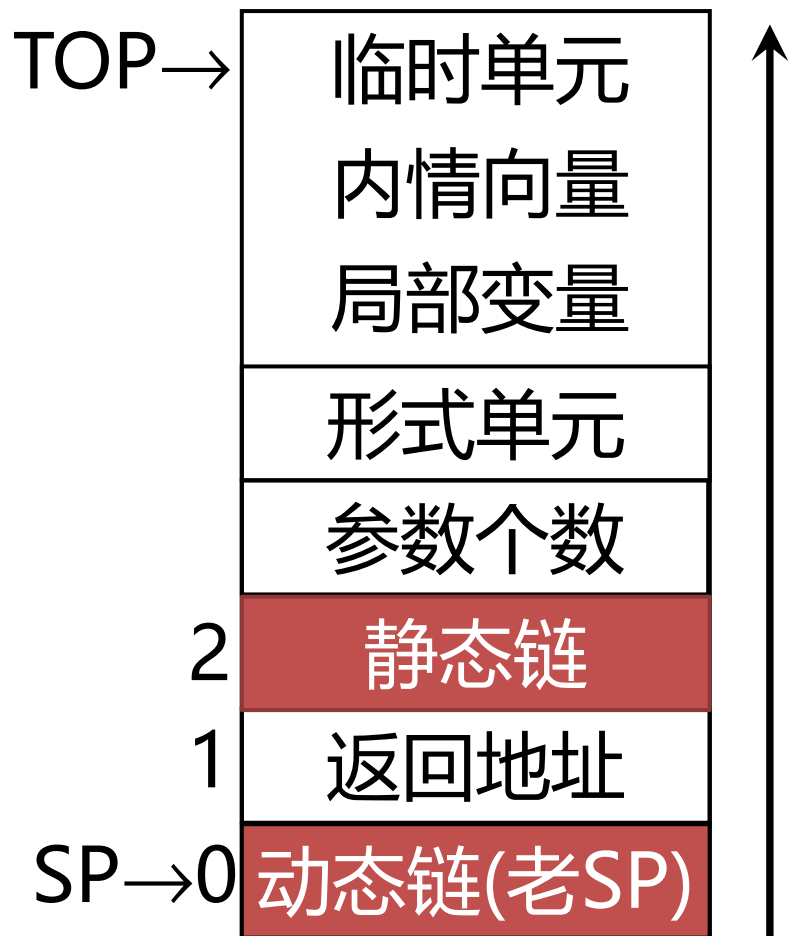 TOP→ 临时单元
内情向量
局部变量
形式单元
参数个数
2 静态链
1 返回地址
SP→0 动态链(老SP)